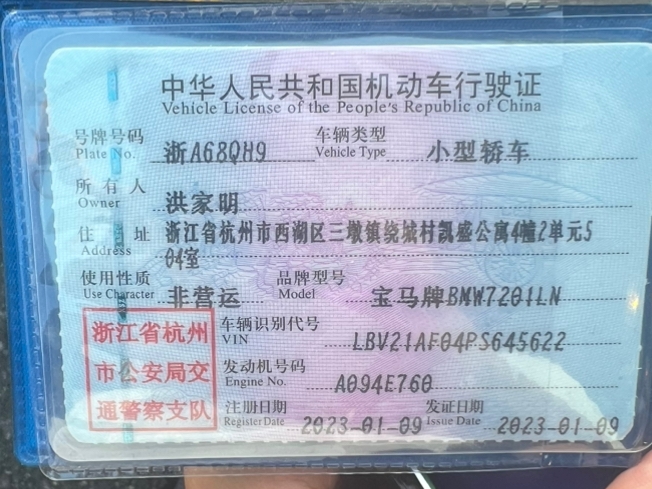 中华人民共和国机动车行驶证
Vehicle License of the People's Republic of China
号牌号码 浙A68QH9 车辆类型 小型轿车
Plate No. Vehicle Type
所有人 洪家明
Owner
住址 浙江省杭州市西湖区三墩镇绕城村凯盛公寓4幢2单元5
Address 04室
使用性质 非营运 品牌型号 宝马牌BMW7201LN
Use Character Model
浙江省杭州
市公安局交
通警察支队
车辆识别代号 LBV21AF04PS645622
VIN
发动机号码 A094E760
Engine No.
注册日期 2023-01-09 发证日期 2023-01-09
Register Date Issue Date